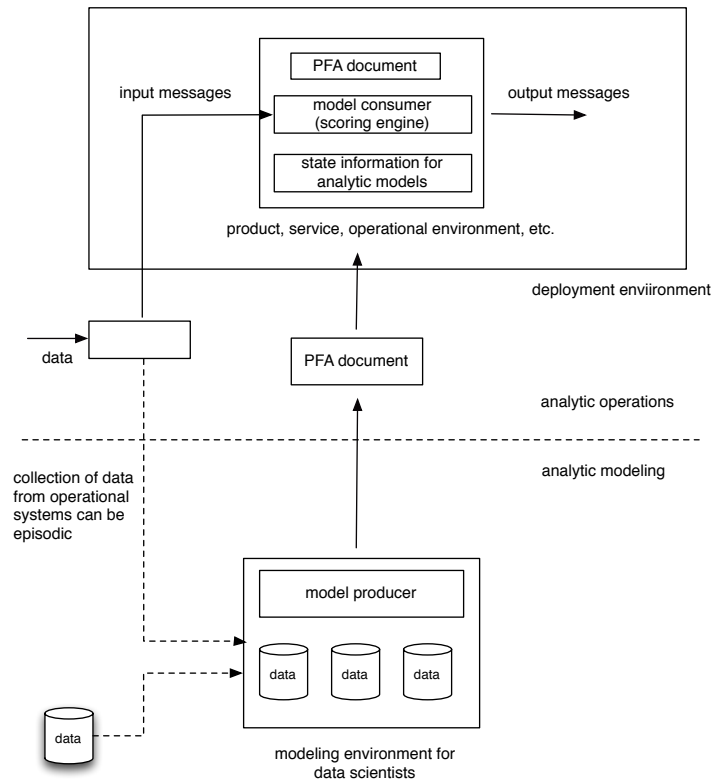 PFA document
input messages
model consumer
(scoring engine)
output messages
state information for
analytic models
product, service, operational environment, etc.
deployment enviironment
data
PFA document
analytic operations
analytic modeling
collection of data
from operational
systems can be
episodic
model producer
data
data
data
data
modeling environment for
data scientists